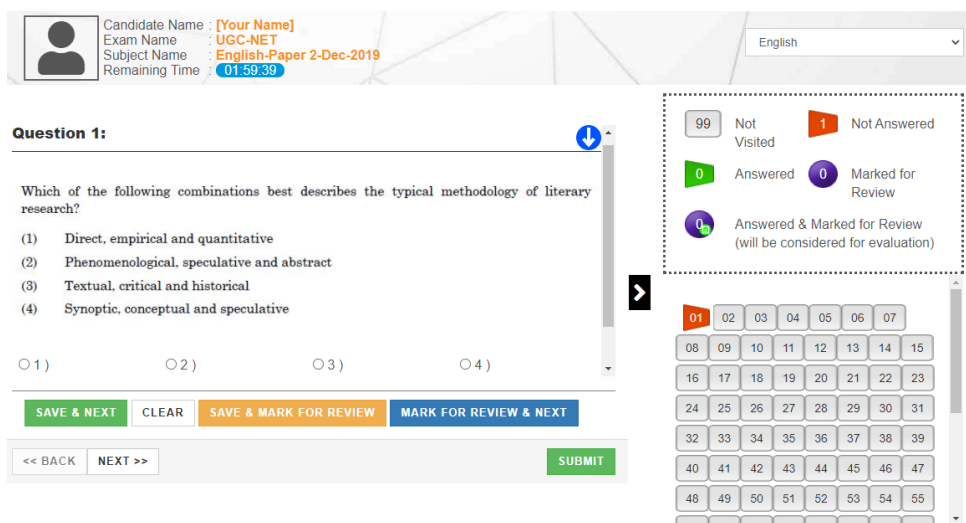 Candidate Name : [Your Name]
Exam Name : UGC-NET
Subject Name : English-Paper 2-Dec-2019
Remaining Time : 01:59:39
English
Question 1:
Which of the following combinations best describes the typical methodology of literary
research?
(1) Direct, empirical and quantitative
(2) Phenomenological, speculative and abstract
(3) Textual, critical and historical
(4) Synoptic, conceptual and speculative
1 ) 2 ) 3 ) 4 )
SAVE & NEXT CLEAR SAVE & MARK FOR REVIEW MARK FOR REVIEW & NEXT
<< BACK NEXT >> SUBMIT
99 Not Visited 1 Not Answered
0 Answered 0 Marked for Review
0 Answered & Marked for Review
(will be considered for evaluation)
01 02 03 04 05 06 07
08 09 10 11 12 13 14 15
16 17 18 19 20 21 22 23
24 25 26 27 28 29 30 31
32 33 34 35 36 37 38 39
40 41 42 43 44 45 46 47
48 49 50 51 52 53 54 55